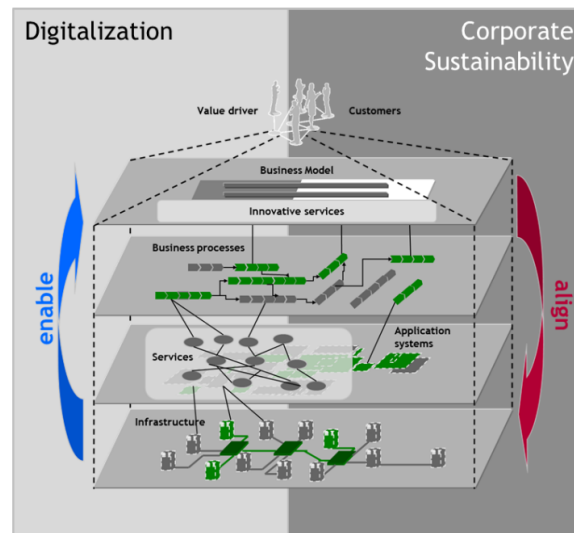 Digitalization
Corporate
Sustainability
Value driver
Customers
Business Model
Innovative services
Business processes
enable
align
Services
Application
systems
Infrastructure